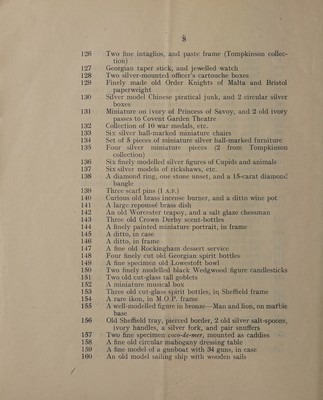 8
126 Two fine intaglios, and paste frame (Tompkinson collec-
tion)
127 Georgian taper stick, and jewelled watch
128 Two silver-mounted officer's cartouche boxes
129 Finely made old Order Knights of Malta and Bristol
paperweight
130 Silver model Chinese piratical junk, and 2 circular silver
boxes
131 Miniature on ivory of Princess of Savoy, and 2 old ivory
passes to Covent Garden Theatre
132 Collection of 10 war medals, etc.
133 Six silver hall-marked miniature chairs
134 Set of 5 pieces of miniature silver hall-marked furniture
135 Four silver miniature pieces (2 from Tompkinson
collection)
136 Six finely modelled silver figures of Cupids and animals
137 Six silver models of rickshaws, etc.
138 A diamond ring, one stone unset, and a 15-carat diamond
bangle
139 Three scarf pins (1 A.F.)
140 Curious old brass incense burner, and a ditto wine pot
141 A large repoussé brass dish
142 An old Worcester teapoy, and a salt glaze chessman
143 Three old Crown Derby scent-bottles
144 A finely painted miniature portrait, in frame
145 A ditto, in case
146 A ditto, in frame
147 A fine old Rockingham dessert service
148 Four finely cut old Georgian spirit bottles
149 A fine specimen old Lowestoft bowl
150 Two finely modelled black Wedgwood figure candlesticks
151 Two old cut-glass tall goblets
152 A miniature musical box
153 Three old cut-glass spirit bottles, in Sheffield frame
154 A rare ikon, in M.O.P. frame
155 A well-modelled figure in bronze—Man and lion, on marble
base
156 Old Sheffield tray, pierced border, 2 old silver salt-spoons,
ivory handles, a silver fork, and pair snuffers
157 Two fine specimen coco-de-mer, mounted as caddies
158 A fine old circular mahogany dressing table
159 A fine model of a gunboat with 34 guns, in case
160 An old model sailing ship with wooden sails